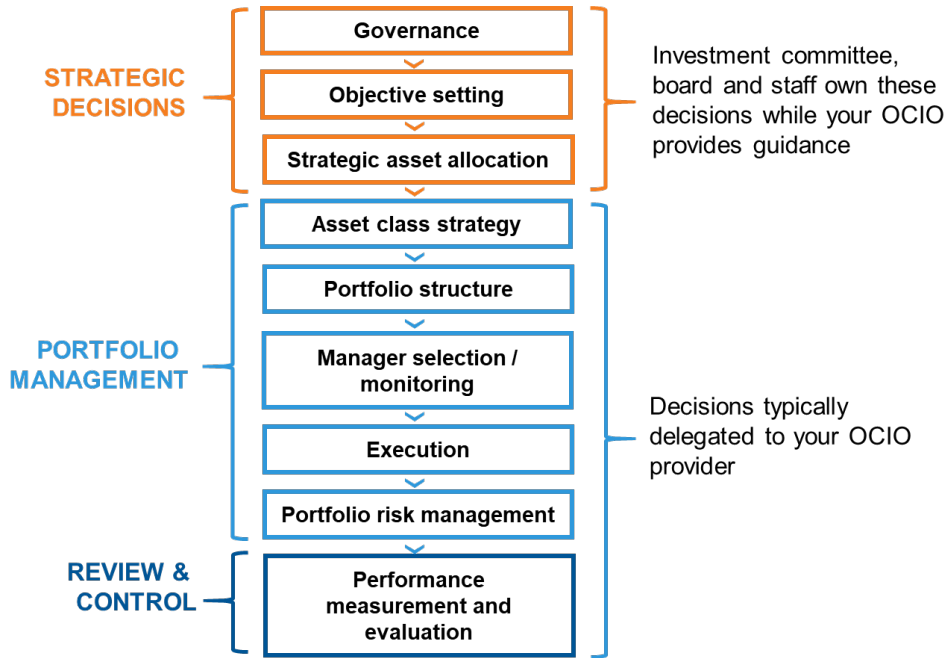 STRATEGIC
DECISIONS
Governance
Objective setting
Strategic asset allocation
Investment committee,
board and staff own these
decisions while your OCIO
provides guidance
PORTFOLIO
MANAGEMENT
Asset class strategy
Portfolio structure
Manager selection /
monitoring
Execution
Portfolio risk management
Decisions typically
delegated to your OCIO
provider
REVIEW &
CONTROL
Performance
measurement and
evaluation